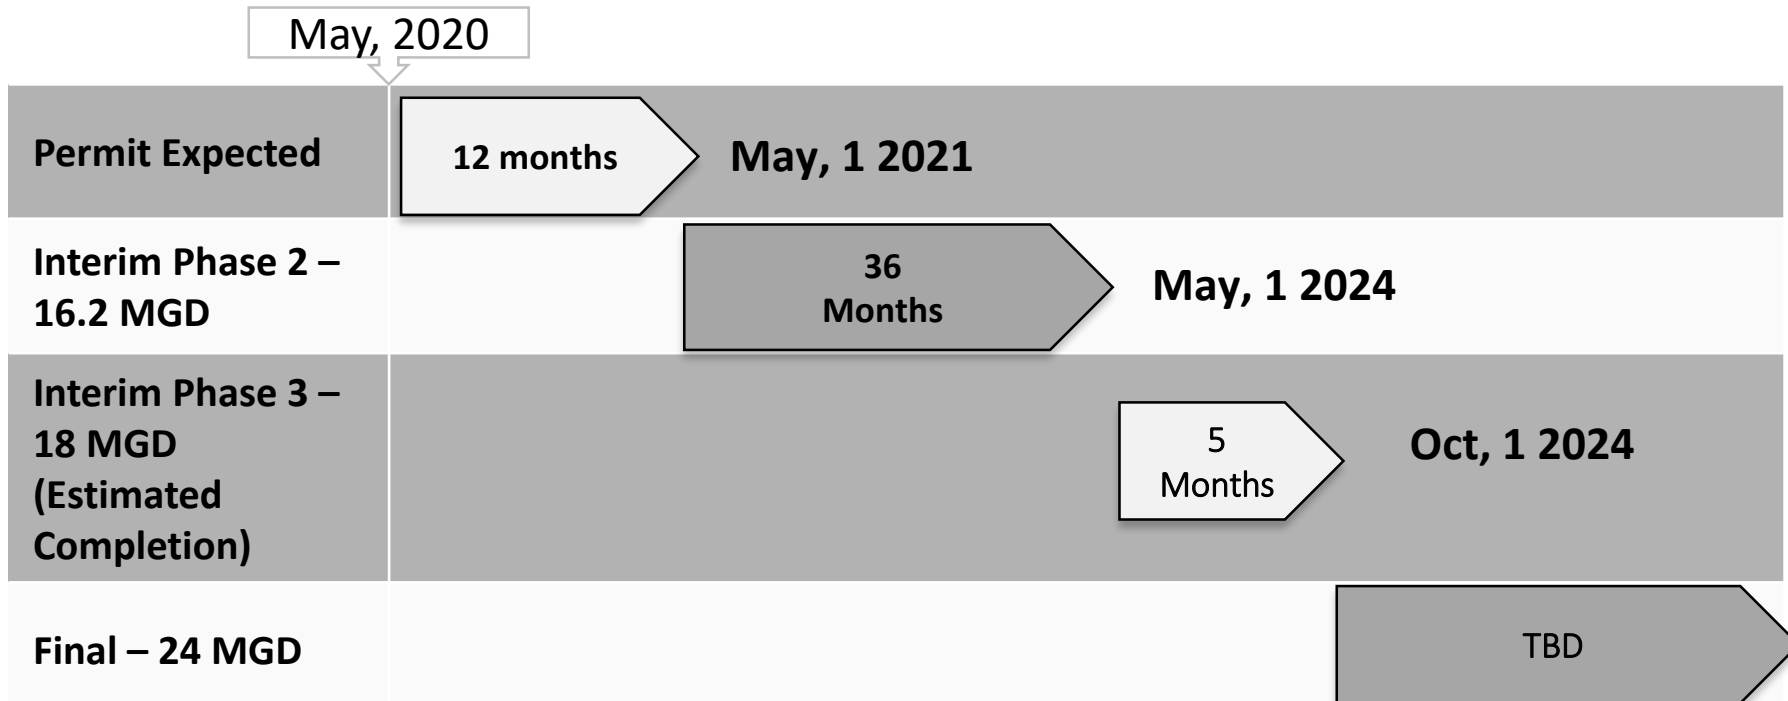 May, 2020
Permit Expected
12 months
May, 1 2021
Interim Phase 2 –
16.2 MGD
36
Months
May, 1 2024
Interim Phase 3 –
18 MGD
(Estimated
Completion)
5
Months
Oct, 1 2024
Final – 24 MGD
TBD